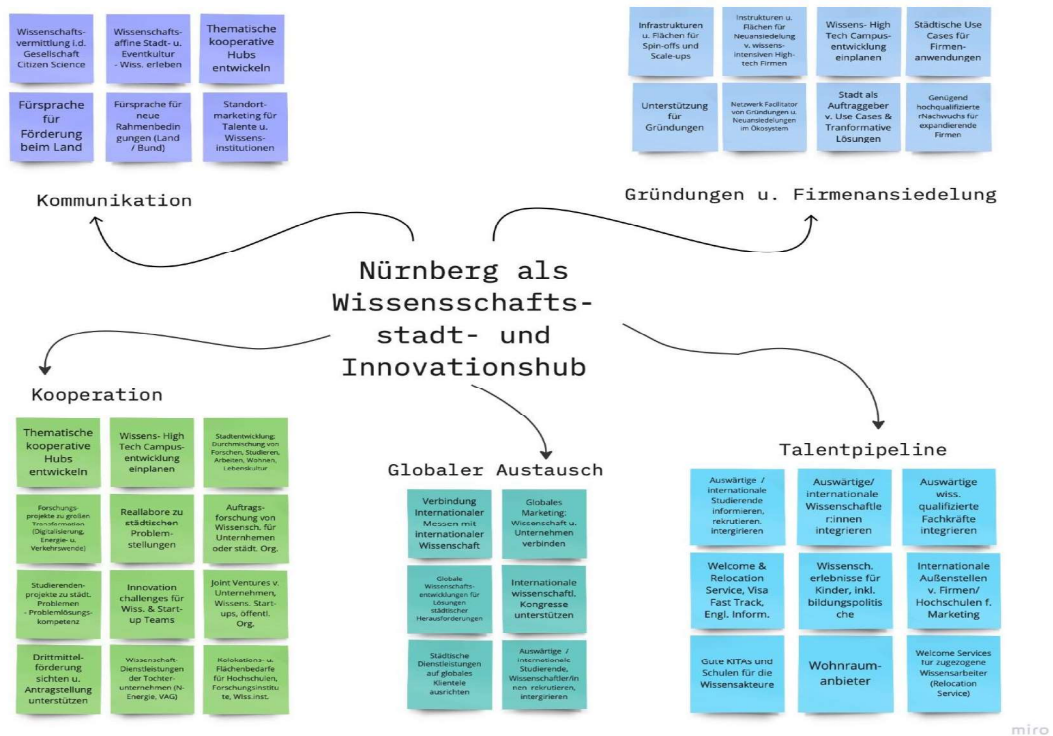 Wissenschafts-
vermittlung i.d.
Gesellschaft
Citizen Science
Wissenschafts-
affine Stadt- u.
Eventkultur
- Wiss. erleben
Thematische
kooperative
Hubs
entwickeln
Fürsprache
für
Förderung
beim Land
Fürsprache für
neue
Rahmenbedin
gungen (Land
/ Bund)
Standort-
marketing für
Talente u.
Wissens-
institutionen
Kommunikation
Infrastrukturen
u. Flächen für
Spin-offs und
Scale-ups
Instrukturen u.
Flächen für
Neuansiedelung
v. wissens-
intensiven High-
tech Firmen
Wissens- High
Tech Campus-
entwicklung
einplanen
Städtische Use
Cases für
Firmen-
anwendungen
Unterstützung
für
Gründungen
Netzwerk Facilitator
von Gründungen u.
Neuansiedelungen
im Ökosystem
Stadt als
Auftraggeber
v. Use Cases &
Tranformative
Lösungen
Genügend
hochqualifizierte
rNachwuchs für
expandierende
Firmen
Gründungen u. Firmenansiedelung
Nürnberg als
Wissensschafts-
stadt- und
Innovationshub
Kooperation
Thematische
kooperative
Hubs
entwickeln
Wissens- High
Tech Campus-
entwicklung
einplanen
Stadtentwicklung:
Durchmischung von
Forschen, Studieren,
Arbeiten, Wohnen,
Lebenskultur
Forschungs-
projekte zu großen
Transformation
(Digitalisierung,
Energie- u.
Verkehrswende)
Reallabore zu
städtischen
Problem-
stellungen
Auftrags-
forschung von
Wissensch. für
Unternhemen
oder städt. Org.
Studierenden-
projekte zu städt.
Problemen
- Problemlösungs-
kompetenz
Innovation
challenges für
Wiss. & Start-
up Teams
Joint Ventures v.
Unternehmen,
Wissens. Start-
ups, öffentl.
Org.
Drittmittel-
förderung
sichten u.
Antragstellung
unterstützen
Wissenschaft-
Dienstleistungen
der Tochter-
unternehmen (N-
Energie, VAG)
Relokations- u.
Flächenbedarfe
für Hochschulen,
Forschungsinstitu
te, Wiss.inst.
Globaler Austausch
Verbindung
Internationaler
Messen mit
internationaler
Wissenschaft
Globales
Marketing:
Wissenschaft u.
Unternehmen
verbinden
Globale
Wissenschafts-
entwicklungen für
Lösungen
städtischer
Herausforderungen
Internationale
wissenschaftl.
Kongresse
unterstützen
Städtische
Dienstleistungen
auf globales
Klientele
ausrichten
Auswärtige /
internationale
Studierende,
Wissenschaftler/in
nen rekrutieren,
intergirieren
Talentpipeline
Auswärtige /
internationale
Studierende
informieren,
rekrutieren.
intergirieren
Auswärtige/
internationale
Wissenschaftle
r:innen
integrieren
Auswärtige
wiss.
qualifizierte
Fachkräfte
integrieren
Welcome &
Relocation
Service, Visa
Fast Track,
Engl. Inform.
Wissensch.
erlebnisse für
Kinder, inkl.
bildungspolitis
che
Internationale
Außenstellen
v. Firmen/
Hochschulen f.
Marketing
Gute KITAs und
Schulen für die
Wissensakteure
Wohnraum-
anbieter
Welcome Services
für zugezogene
Wissensarbeiter
(Relocation
Service)
miro